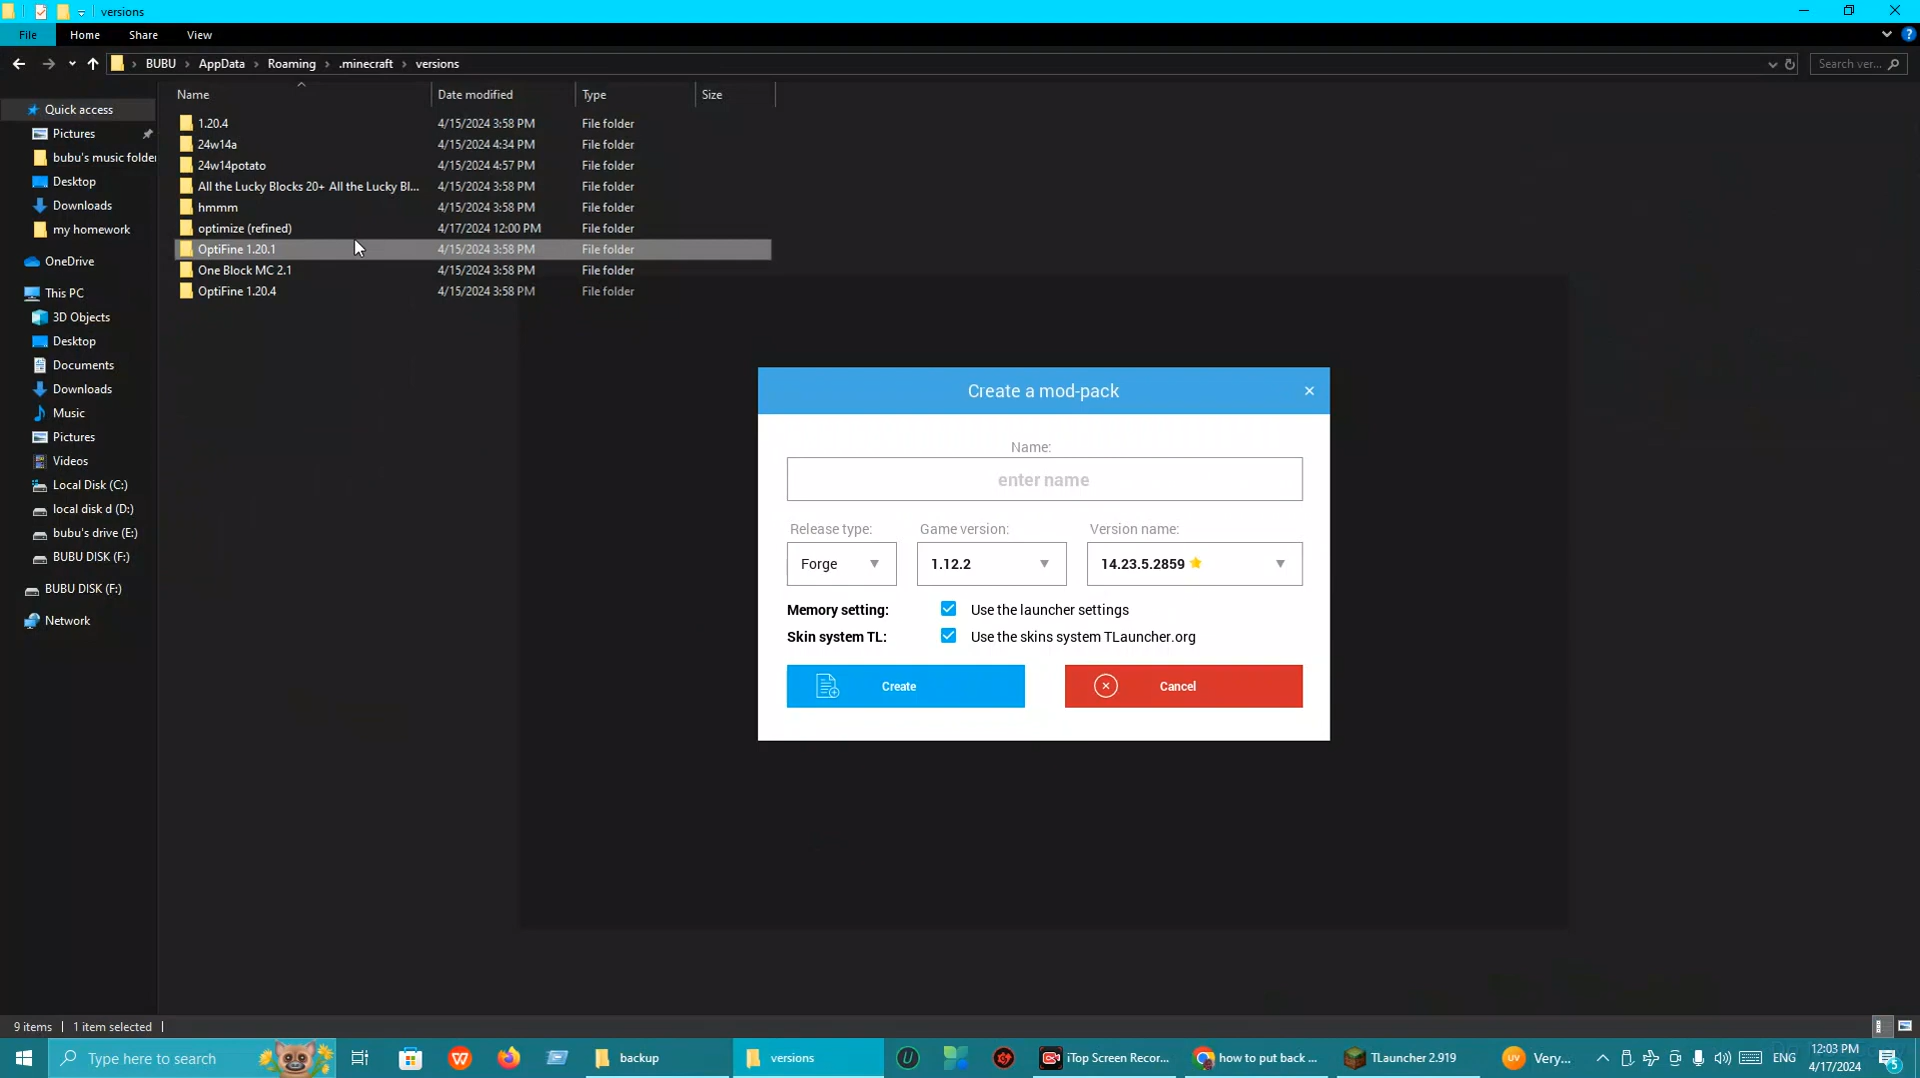 versions
File Home Share View
BUBU > AppData > Roaming > .minecraft > versions
Search ver...
Name Date modified Type Size
1.20.4 4/15/2024 3:58 PM File folder
24w14a 4/15/2024 4:34 PM File folder
24w14potato 4/15/2024 4:57 PM File folder
All the Lucky Blocks 20+ All the Lucky Bl... 4/15/2024 3:58 PM File folder
hmmm 4/15/2024 3:58 PM File folder
optimize (refined) 4/17/2024 12:00 PM File folder
OptiFine 1.20.1 4/15/2024 3:58 PM File folder
One Block MC 2.1 4/15/2024 3:58 PM File folder
OptiFine 1.20.4 4/15/2024 3:58 PM File folder
Quick access
Pictures
bubu's music folder
Desktop
Downloads
my homework
OneDrive
This PC
3D Objects
Desktop
Documents
Downloads
Music
Pictures
Videos
Local Disk (C:)
local disk d (D:)
bubu's drive (E:)
BUBU DISK (F:)
BUBU DISK (F:)
Network
Create a mod-pack
Name:
enter name
Release type: Game version: Version name:
Forge 1.12.2 14.23.5.2859
Memory setting: Use the launcher settings
Skin system TL: Use the skins system TLauncher.org
Create Cancel
9 items 1 item selected
Type here to search
backup
versions
iTop Screen Recor...
how to put back ...
TLauncher 2.919
UV Very...
ENG
12:03 PM
4/17/2024
5